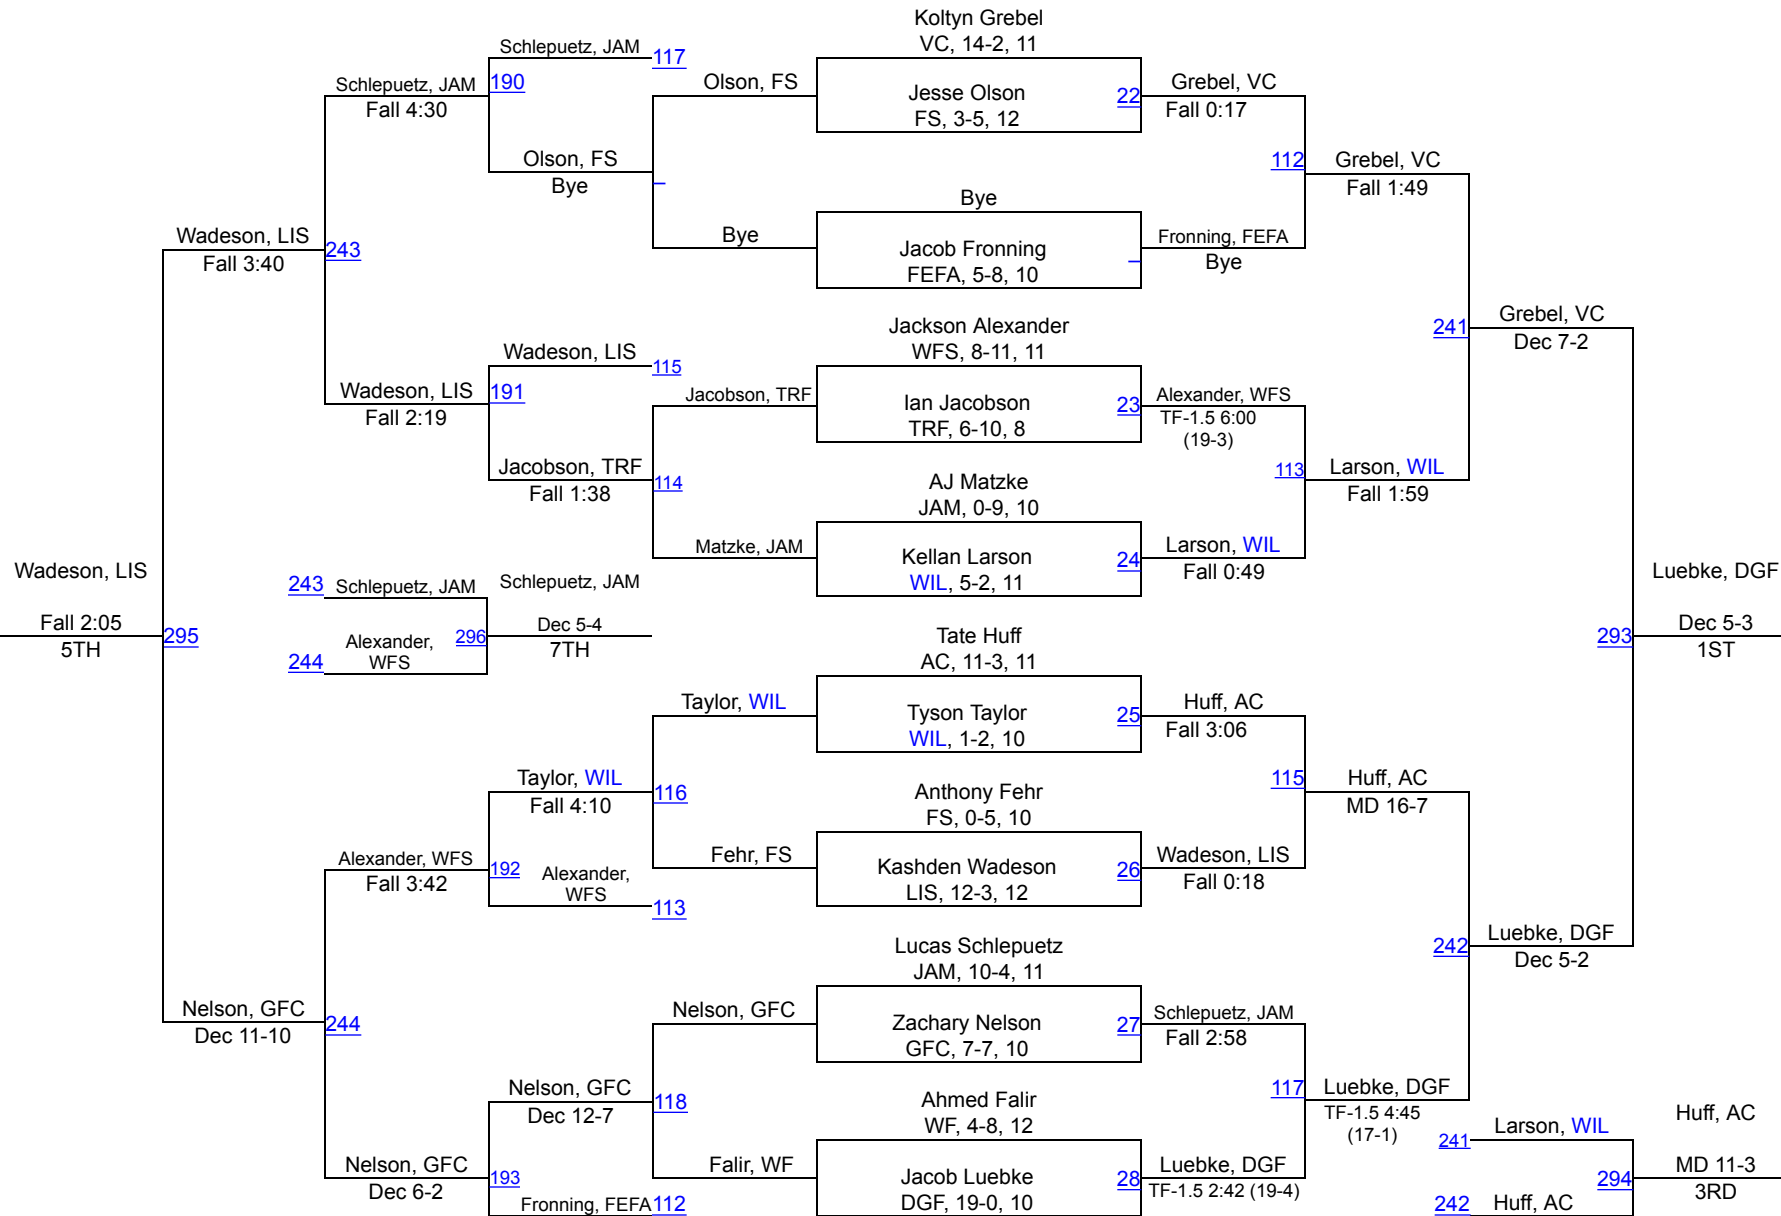 Koltyn Grebel
VC, 14-2, 11
Schlepuetz, JAM
117
Schlepuetz, JAM
190
Olson, FS
Jesse Olson
22
Grebel, VC
Fall 4:30
FS, 3-5, 12
Fall 0:17
Olson, FS
112
Grebel, VC
Bye
Fall 1:49
Bye
Wadeson, LIS
243
Bye
Jacob Fronning
Fronning, FEFA
Fall 3:40
FEFA, 5-8, 10
Bye
Jackson Alexander
241
Grebel, VC
Wadeson, LIS
115
WFS, 8-11, 11
Dec 7-2
Wadeson, LIS
191
Jacobson, TRF
Ian Jacobson
23
Alexander, WFS
Fall 2:19
TRF, 6-10, 8
TF-1.5 6:00
(19-3)
Jacobson, TRF
114
AJ Matzke
113
Larson, WIL
Fall 1:38
JAM, 0-9, 10
Fall 1:59
Matzke, JAM
Kellan Larson
24
Larson, WIL
Wadeson, LIS
243
Schlepuetz, JAM
Schlepuetz, JAM
WIL, 5-2, 11
Fall 0:49
Luebke, DGF
Fall 2:05
295
Alexander,
296
Dec 5-4
Tate Huff
293
Dec 5-3
5TH
244
WFS
7TH
AC, 11-3, 11
1ST
Taylor, WIL
Tyson Taylor
25
Huff, AC
WIL, 1-2, 10
Fall 3:06
Taylor, WIL
116
Anthony Fehr
115
Huff, AC
Fall 4:10
FS, 0-5, 10
MD 16-7
Alexander, WFS
192
Alexander,
Fehr, FS
Kashden Wadeson
26
Wadeson, LIS
Fall 3:42
WFS
113
LIS, 12-3, 12
Fall 0:18
Lucas Schlepuetz
242
Luebke, DGF
JAM, 10-4, 11
Dec 5-2
Nelson, GFC
244
Nelson, GFC
Zachary Nelson
27
Schlepuetz, JAM
Dec 11-10
GFC, 7-7, 10
Fall 2:58
Nelson, GFC
118
Ahmed Falir
117
Luebke, DGF
Dec 12-7
WF, 4-8, 12
TF-1.5 4:45
(17-1)
241
Larson, WIL
Huff, AC
Nelson, GFC
193
Falir, WF
Jacob Luebke
28
Luebke, DGF
294
MD 11-3
Dec 6-2
DGF, 19-0, 10
TF-1.5 2:42 (19-4)
3RD
Fronning, FEFA
112
242
Huff, AC